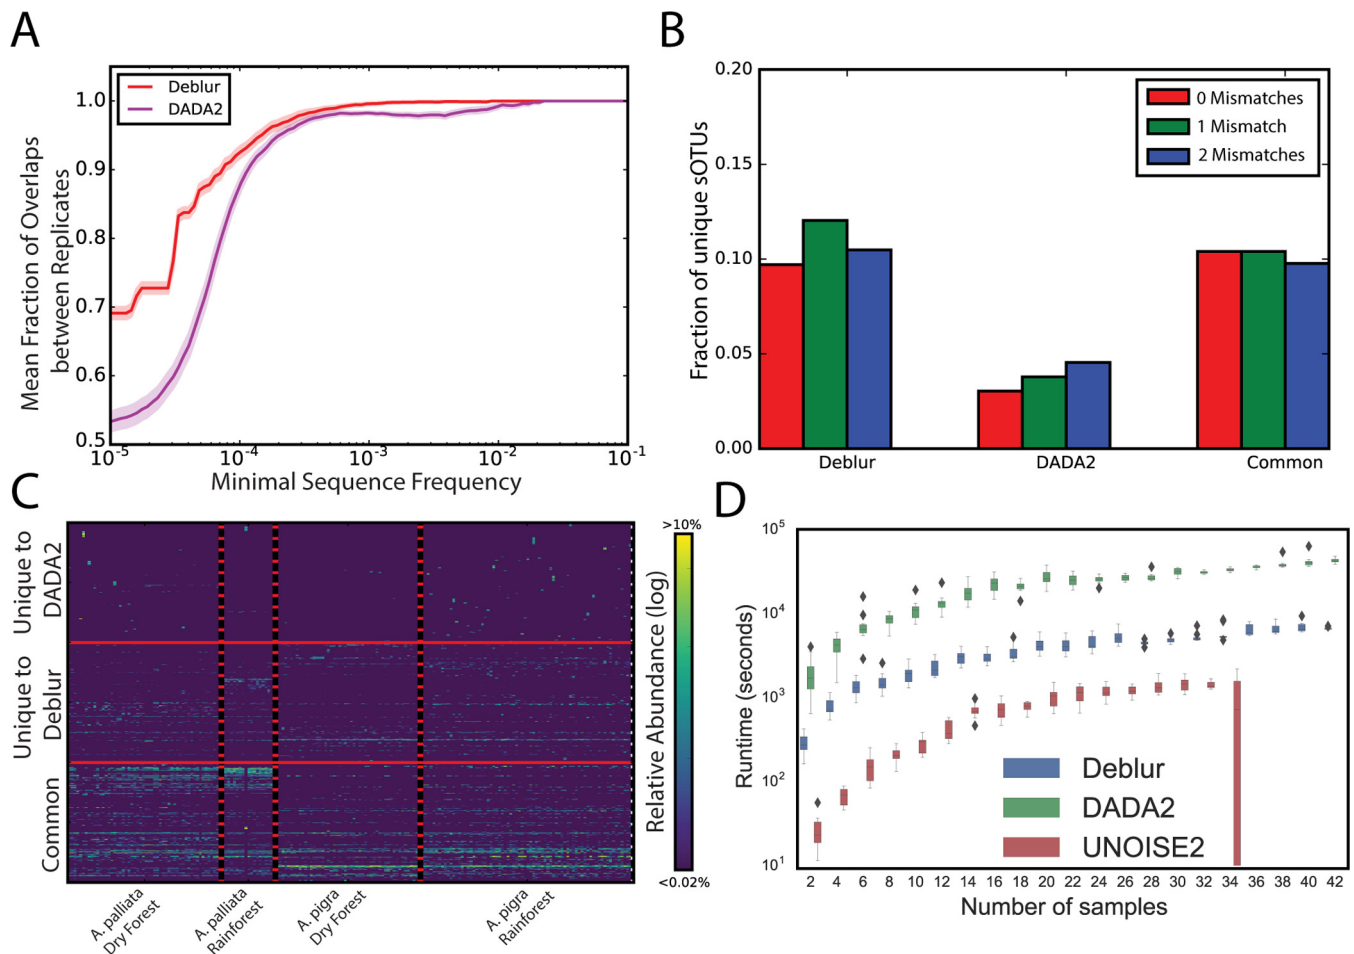 A
Deblur
DADA2
1.0
0.9
0.8
0.7
0.6
0.5
Mean Fraction of Overlaps
between Replicates
10-5
10-4
10-3
10-2
10-1
Minimal Sequence Frequency
B
0 Mismatches
1 Mismatch
2 Mismatches
0.20
0.15
0.10
0.05
0.00
Fraction of unique sOTUs
Deblur
DADA2
Common
C
Unique to
DADA2
Unique to
Deblur
Common
A. palliata
Dry Forest
A. palliata
Rainforest
A. pigra
Dry Forest
A. pigra
Rainforest
>10%
Relative Abundance (log)
<0.02%
D
10^5
10^4
10^3
10^2
10^1
Runtime (seconds)
Deblur
DADA2
UNOISE2
2 4 6 8 10 12 14 16 18 20 22 24 26 28 30 32 34 36 38 40 42
Number of samples